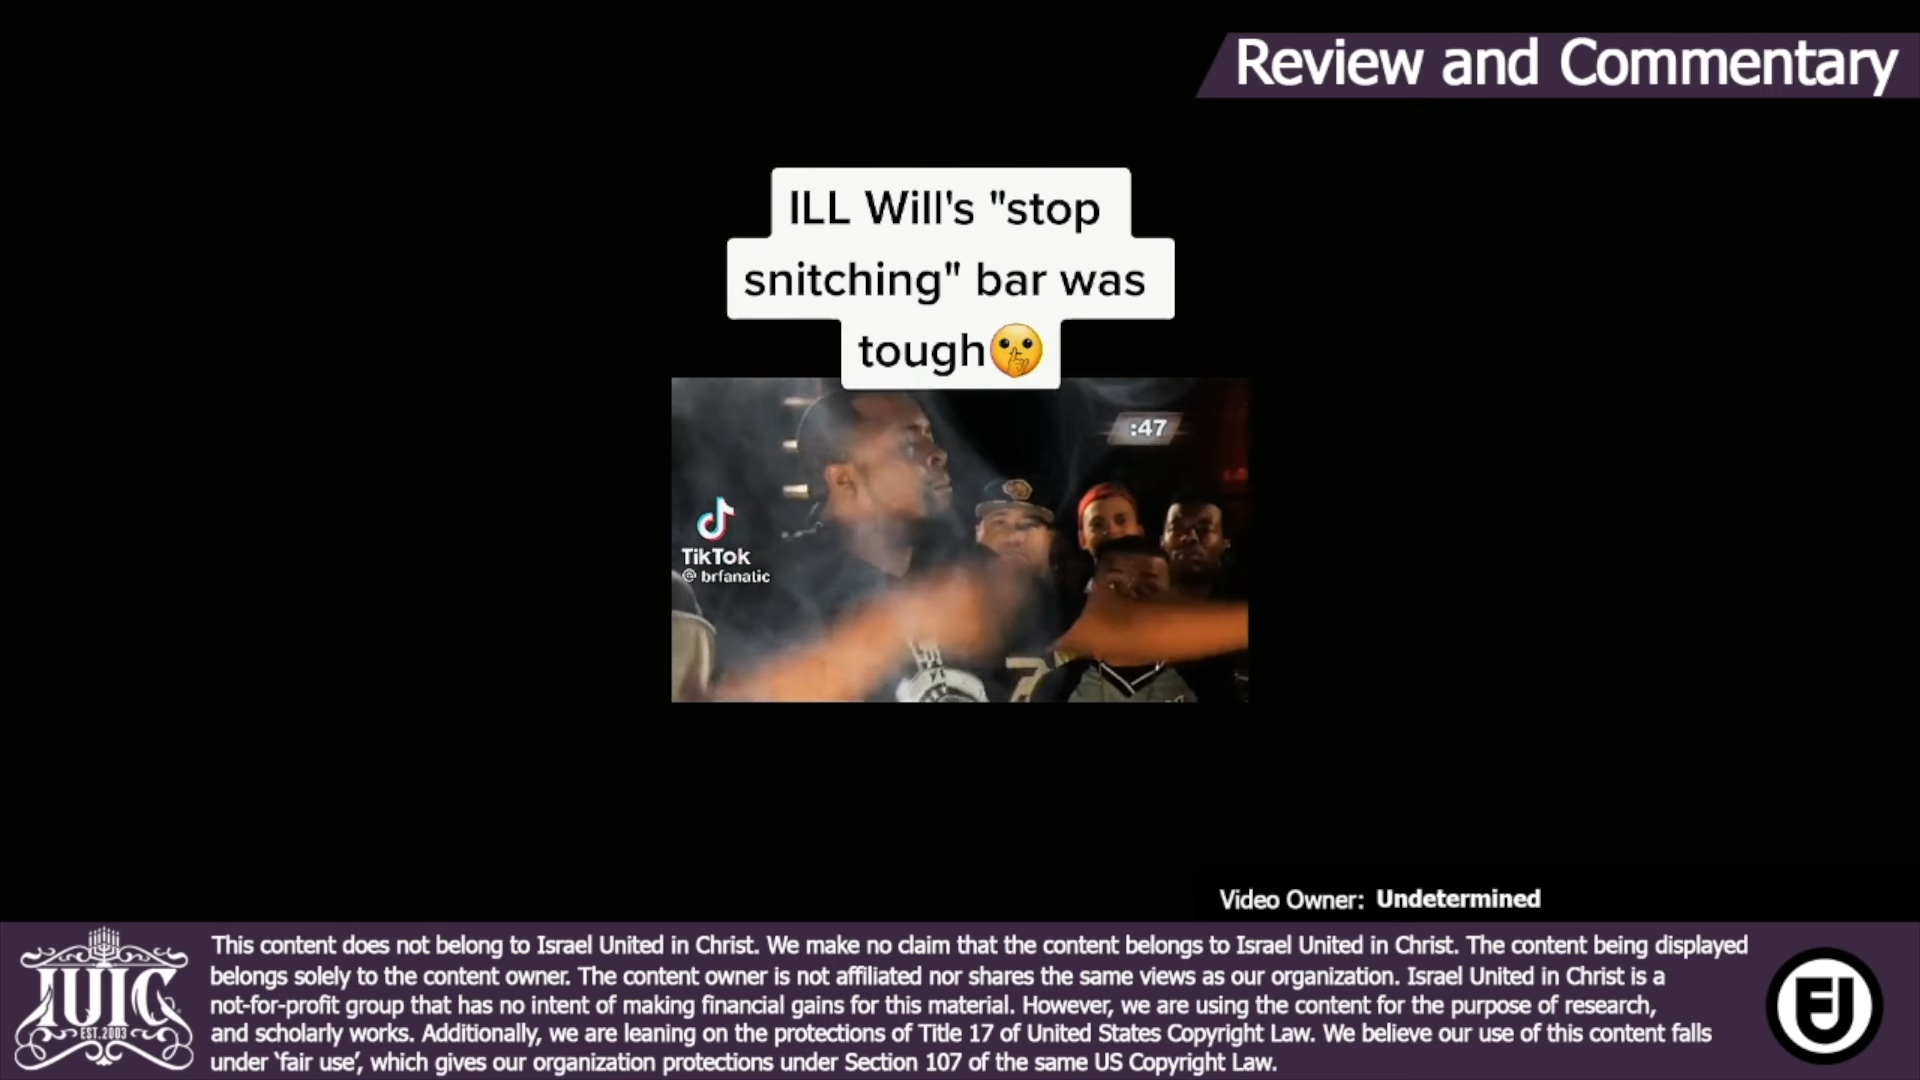 Review and Commentary
ILL Will's "stop
snitching" bar was
tough🤫
:47
TikTok
@ brfanatic
Video Owner: Undetermined
This content does not belong to Israel United in Christ. We make no claim that the content belongs to Israel United in Christ. The content being displayed
belongs solely to the content owner. The content owner is not affiliated nor shares the same views as our organization. Israel United in Christ is a
not-for-profit group that has no intent of making financial gains for this material. However, we are using the content for the purpose of research,
and scholarly works. Additionally, we are leaning on the protections of Title 17 of United States Copyright Law. We believe our use of this content falls
under 'fair use', which gives our organization protections under Section 107 of the same US Copyright Law.
IUIC
EST. 2003